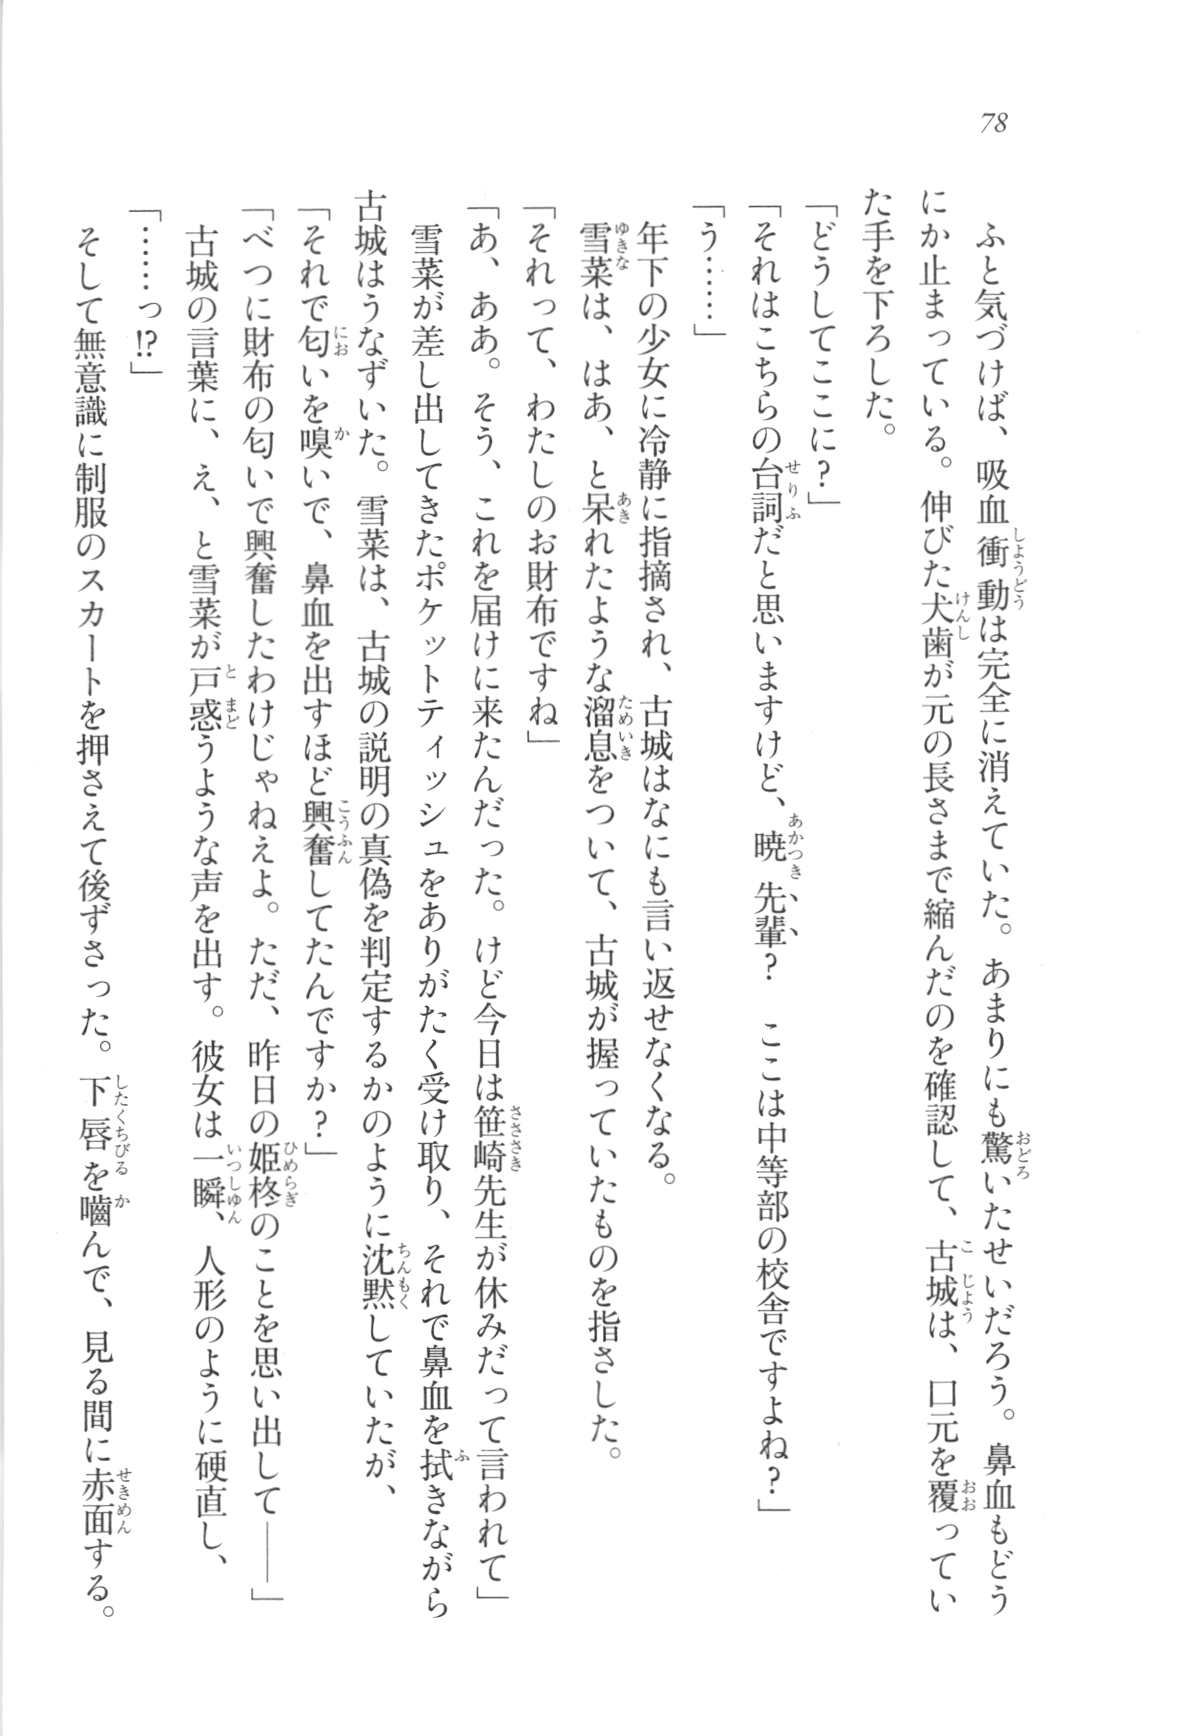 78
　ふと気づけば、吸血衝動は完全に消えていた。あまりにも驚いたせいだろう。鼻血もどう
にか止まっている。伸びた犬歯が元の長さまで縮んだのを確認して、古城は、口元を覆ってい
た手を下ろした。
「どうしてここに?」
「それはこちらの台詞だと思いますけど、暁先輩?　ここは中等部の校舎ですよね?」
「う……」
　年下の少女に冷静に指摘され、古城はなにも言い返せなくなる。
　雪菜は、はあ、と呆れたような溜息をついて、古城が握っていたものを指さした。
「それって、わたしのお財布ですね」
「あ、ああ。そう、これを届けに来たんだった。けど今日は笹崎先生が休みだって言われて」
　雪菜が差し出してきたポケットティッシュをありがたく受け取り、それで鼻血を拭きながら
古城はうなずいた。雪菜は、古城の説明の真偽を判定するかのように沈黙していたが、
「それで匂いを嗅いで、鼻血を出すほど興奮してたんですか?」
「べつに財布の匂いで興奮したわけじゃねえよ。ただ、昨日の姫柊のことを思い出して——」
　古城の言葉に、え、と雪菜が戸惑うような声を出す。彼女は一瞬、人形のように硬直し、
「……っ!?」
　そして無意識に制服のスカートを押さえて後ずさった。下唇を嚙んで、見る間に赤面する。